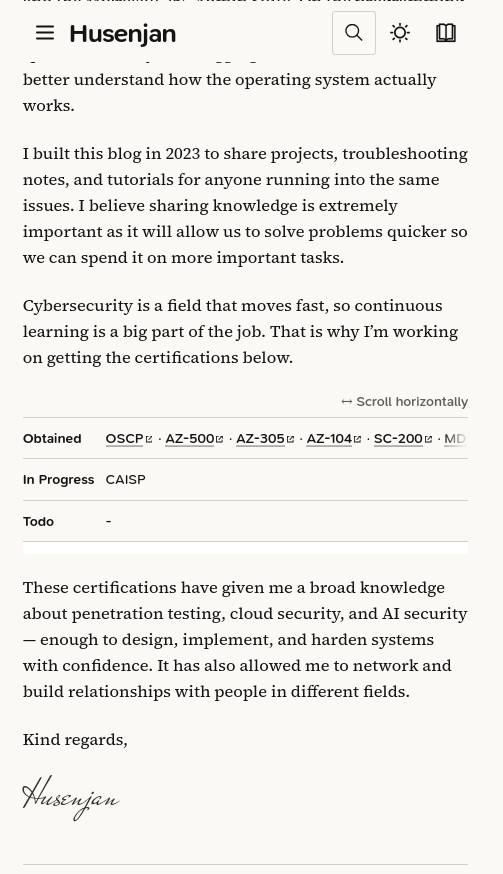 Husenjan
better understand how the operating system actually
works.
I built this blog in 2023 to share projects, troubleshooting
notes, and tutorials for anyone running into the same
issues. I believe sharing knowledge is extremely
important as it will allow us to solve problems quicker so
we can spend it on more important tasks.
Cybersecurity is a field that moves fast, so continuous
learning is a big part of the job. That is why I’m working
on getting the certifications below.
↔ Scroll horizontally
Obtained OSCP · AZ-500 · AZ-305 · AZ-104 · SC-200 · MD
In Progress CAISP
Todo -
These certifications have given me a broad knowledge
about penetration testing, cloud security, and AI security
— enough to design, implement, and harden systems
with confidence. It has also allowed me to network and
build relationships with people in different fields.
Kind regards,
Husenjan